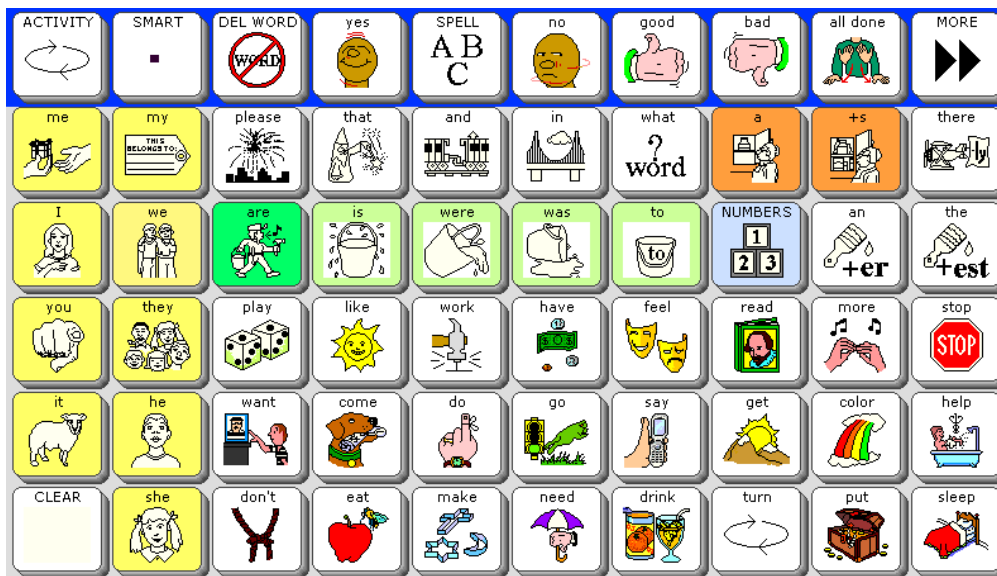 ACTIVITY SMART DEL WORD yes SPELL no good bad all done MORE
WORD A B
C
me my please that and in what a +s there
THIS
BELONGS TO:
?
word
ly
I we are is were was to NUMBERS an the
to 1
2 3
+er +est
you they play like work have feel read more stop
STOP
it he want come do go say get color help
CLEAR she don't eat make need drink turn put sleep